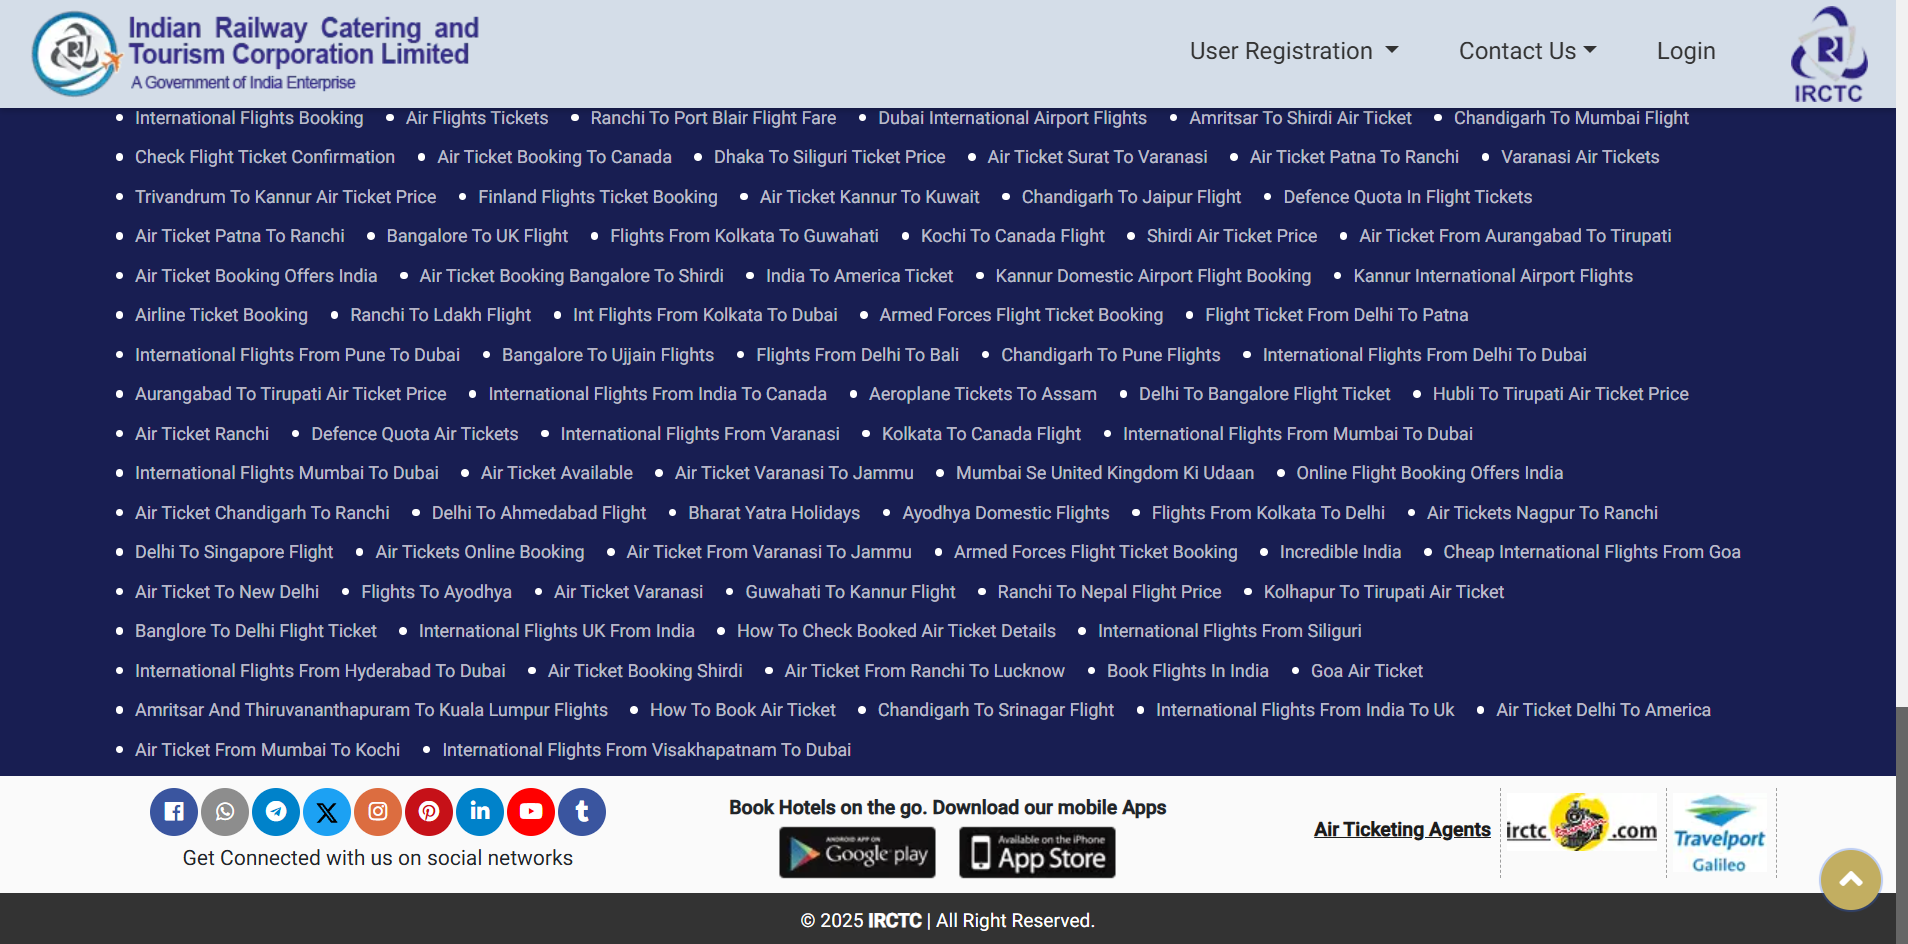 Indian Railway Catering and
Tourism Corporation Limited
A Government of India Enterprise
User Registration
Contact Us
Login
IRCTC
International Flights Booking • Air Flights Tickets • Ranchi To Port Blair Flight Fare • Dubai International Airport Flights • Amritsar To Shirdi Air Ticket • Chandigarh To Mumbai Flight
• Check Flight Ticket Confirmation • Air Ticket Booking To Canada • Dhaka To Siliguri Ticket Price • Air Ticket Surat To Varanasi • Air Ticket Patna To Ranchi • Varanasi Air Tickets
• Trivandrum To Kannur Air Ticket Price • Finland Flights Ticket Booking • Air Ticket Kannur To Kuwait • Chandigarh To Jaipur Flight • Defence Quota In Flight Tickets
• Air Ticket Patna To Ranchi • Bangalore To UK Flight • Flights From Kolkata To Guwahati • Kochi To Canada Flight • Shirdi Air Ticket Price • Air Ticket From Aurangabad To Tirupati
• Air Ticket Booking Offers India • Air Ticket Booking Bangalore To Shirdi • India To America Ticket • Kannur Domestic Airport Flight Booking • Kannur International Airport Flights
• Airline Ticket Booking • Ranchi To Ldakh Flight • Int Flights From Kolkata To Dubai • Armed Forces Flight Ticket Booking • Flight Ticket From Delhi To Patna
• International Flights From Pune To Dubai • Bangalore To Ujjain Flights • Flights From Delhi To Bali • Chandigarh To Pune Flights • International Flights From Delhi To Dubai
• Aurangabad To Tirupati Air Ticket Price • International Flights From India To Canada • Aeroplane Tickets To Assam • Delhi To Bangalore Flight Ticket • Hubli To Tirupati Air Ticket Price
• Air Ticket Ranchi • Defence Quota Air Tickets • International Flights From Varanasi • Kolkata To Canada Flight • International Flights From Mumbai To Dubai
• International Flights Mumbai To Dubai • Air Ticket Available • Air Ticket Varanasi To Jammu • Mumbai Se United Kingdom Ki Udaan • Online Flight Booking Offers India
• Air Ticket Chandigarh To Ranchi • Delhi To Ahmedabad Flight • Bharat Yatra Holidays • Ayodhya Domestic Flights • Flights From Kolkata To Delhi • Air Tickets Nagpur To Ranchi
• Delhi To Singapore Flight • Air Tickets Online Booking • Air Ticket From Varanasi To Jammu • Armed Forces Flight Ticket Booking • Incredible India • Cheap International Flights From Goa
• Air Ticket To New Delhi • Flights To Ayodhya • Air Ticket Varanasi • Guwahati To Kannur Flight • Ranchi To Nepal Flight Price • Kolhapur To Tirupati Air Ticket
• Banglore To Delhi Flight Ticket • International Flights UK From India • How To Check Booked Air Ticket Details • International Flights From Siliguri
• International Flights From Hyderabad To Dubai • Air Ticket Booking Shirdi • Air Ticket From Ranchi To Lucknow • Book Flights In India • Goa Air Ticket
• Amritsar And Thiruvananthapuram To Kuala Lumpur Flights • How To Book Air Ticket • Chandigarh To Srinagar Flight • International Flights From India To Uk • Air Ticket Delhi To America
• Air Ticket From Mumbai To Kochi • International Flights From Visakhapatnam To Dubai
Get Connected with us on social networks
Book Hotels on the go. Download our mobile Apps
ANDROID APP ON
Google play
Available on the iPhone
App Store
Air Ticketing Agents
irctc .com
Travelport
Galileo
© 2025 IRCTC | All Right Reserved.